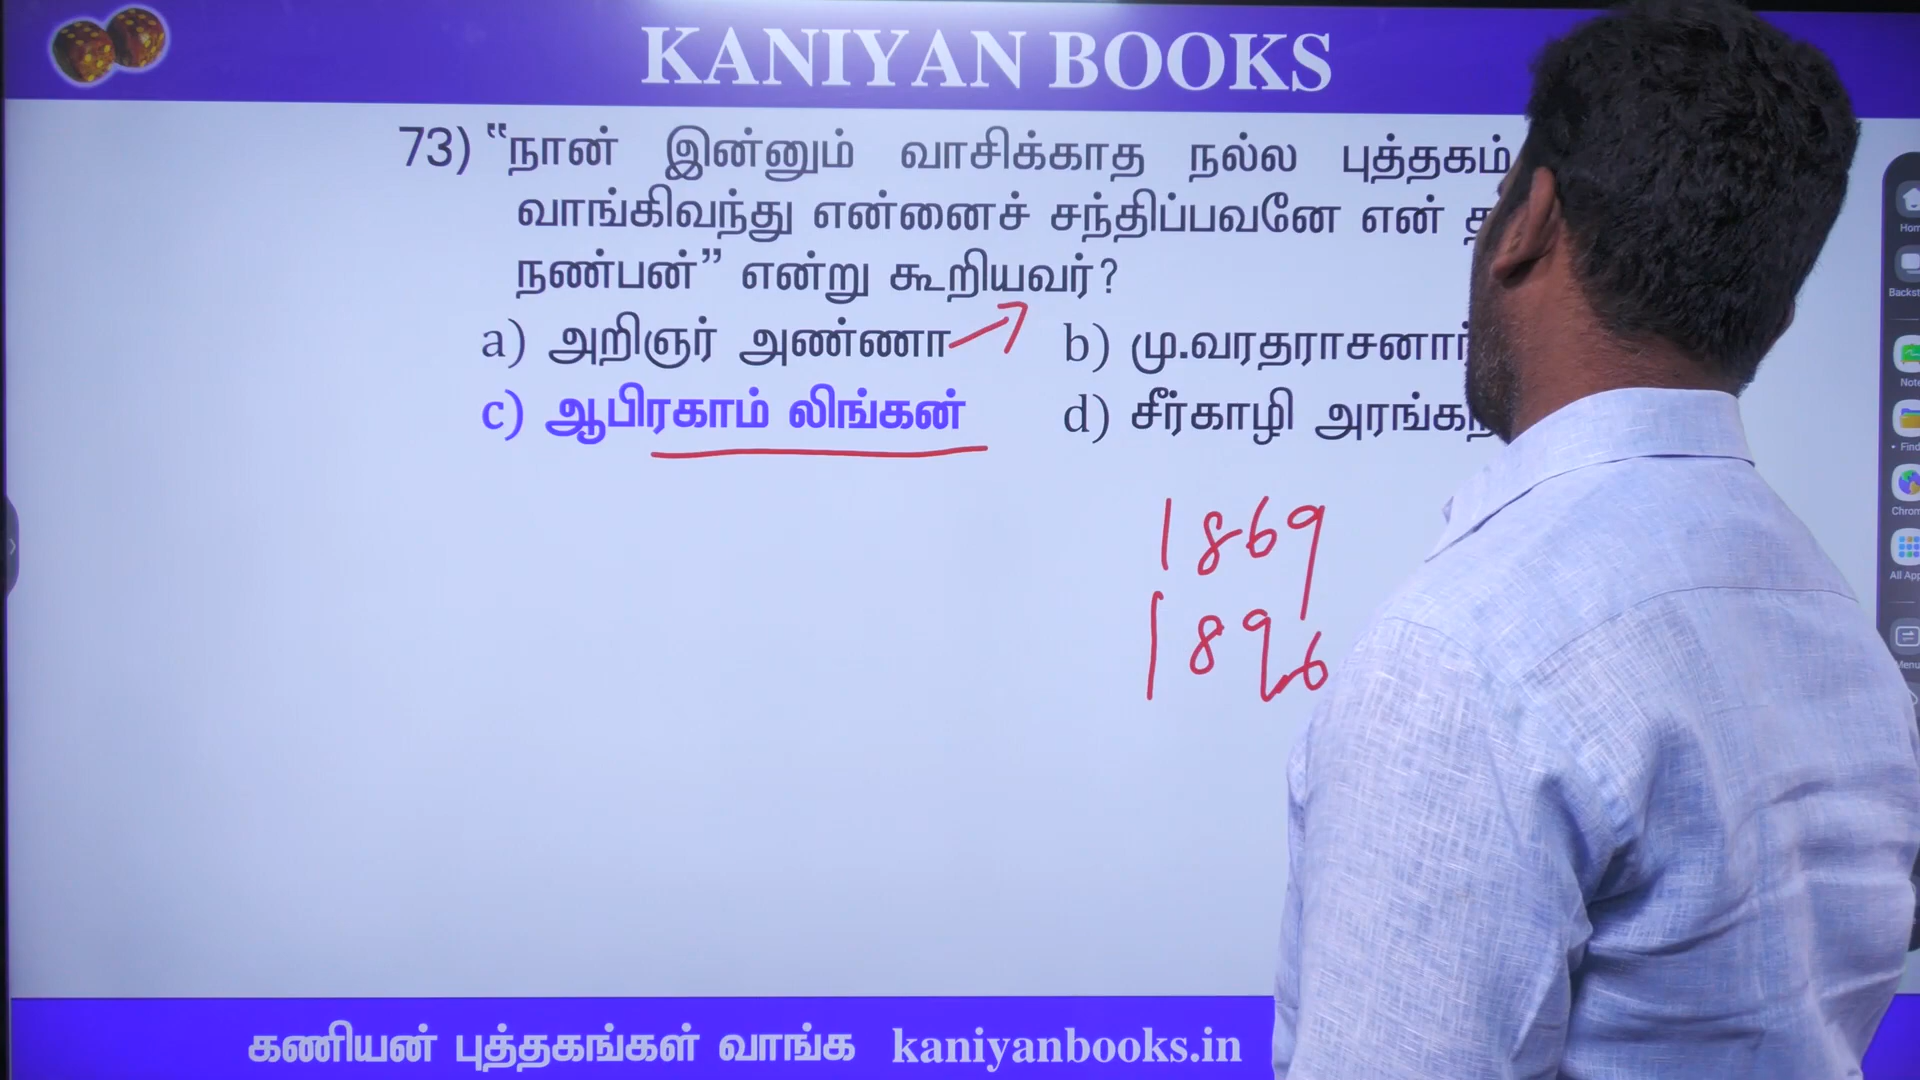 KANIYAN BOOKS
73) “நான் இன்னும் வாசிக்காத நல்ல புத்தகம்
வாங்கிவந்து என்னைச் சந்திப்பவனே என்
நண்பன்” என்று கூறியவர்?
a) அறிஞர் அண்ணா b) மு.வரதராசனார்
c) ஆபிரகாம் லிங்கன் d) சீர்காழி
1869
1896
கணியன் புத்தகங்கள் வாங்க kaniyanbooks.in
All